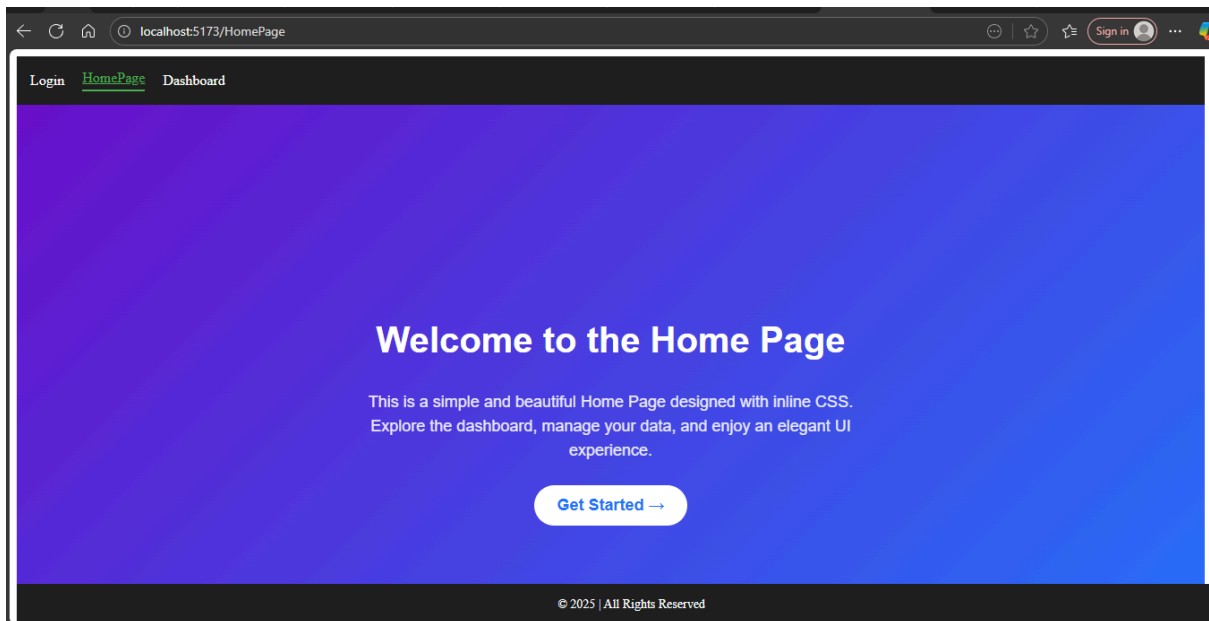 localhost:5173/HomePage
Sign in
Login HomePage Dashboard
Welcome to the Home Page
This is a simple and beautiful Home Page designed with inline CSS.
Explore the dashboard, manage your data, and enjoy an elegant UI
experience.
Get Started →
© 2025 | All Rights Reserved